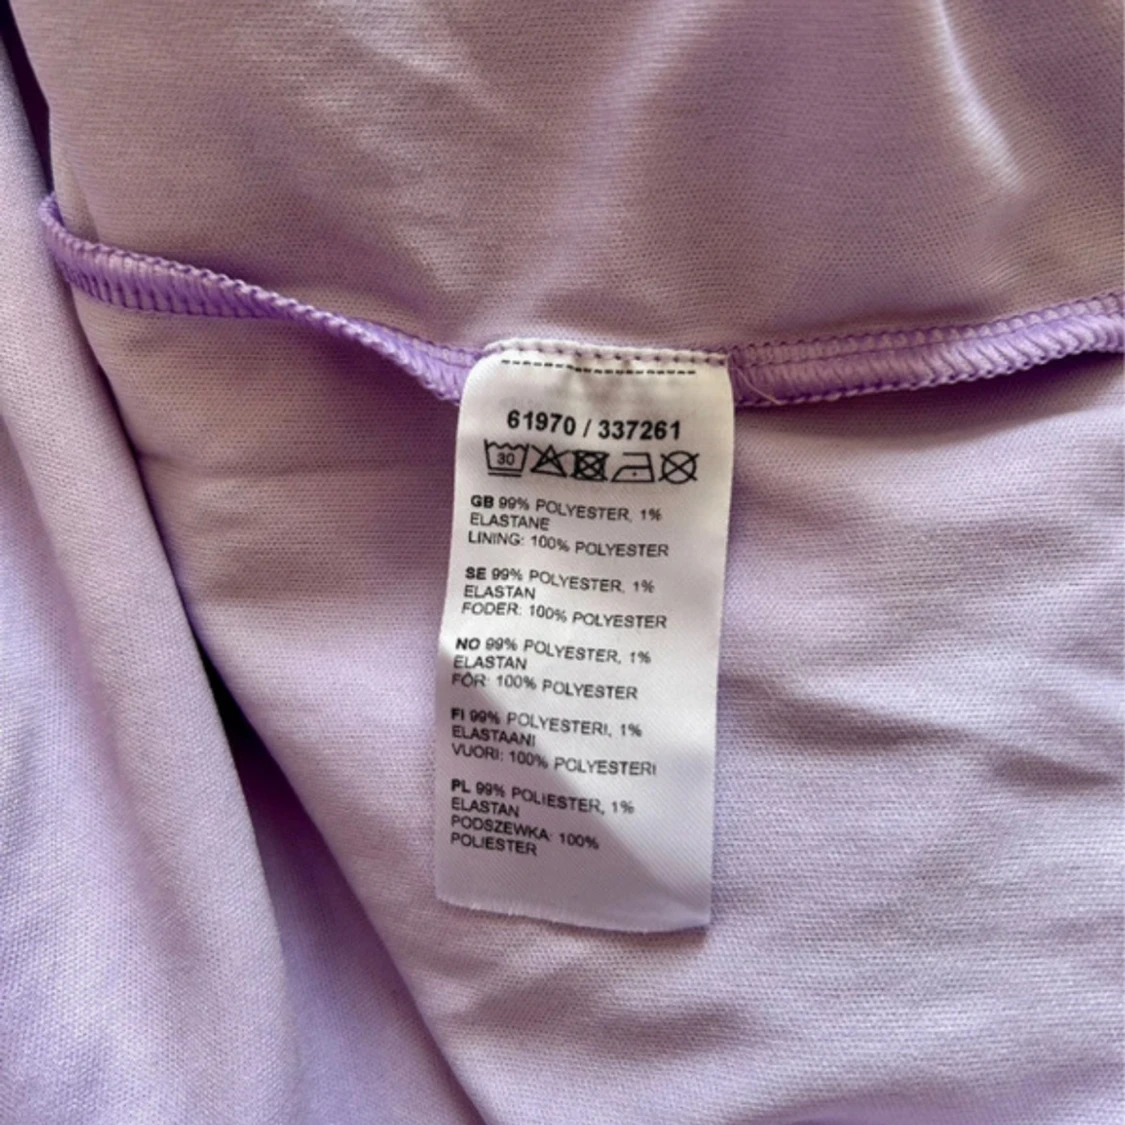 61970 / 337261
30
GB 99% POLYESTER, 1%
ELASTANE
LINING: 100% POLYESTER
SE 99% POLYESTER, 1%
ELASTAN
FODER: 100% POLYESTER
NO 99% POLYESTER, 1%
ELASTAN
FÔR: 100% POLYESTER
FI 99% POLYESTERI, 1%
ELASTAANI
VUORI: 100% POLYESTERI
PL 99% POLIESTER, 1%
ELASTAN
PODSZEWKA: 100%
POLIESTER